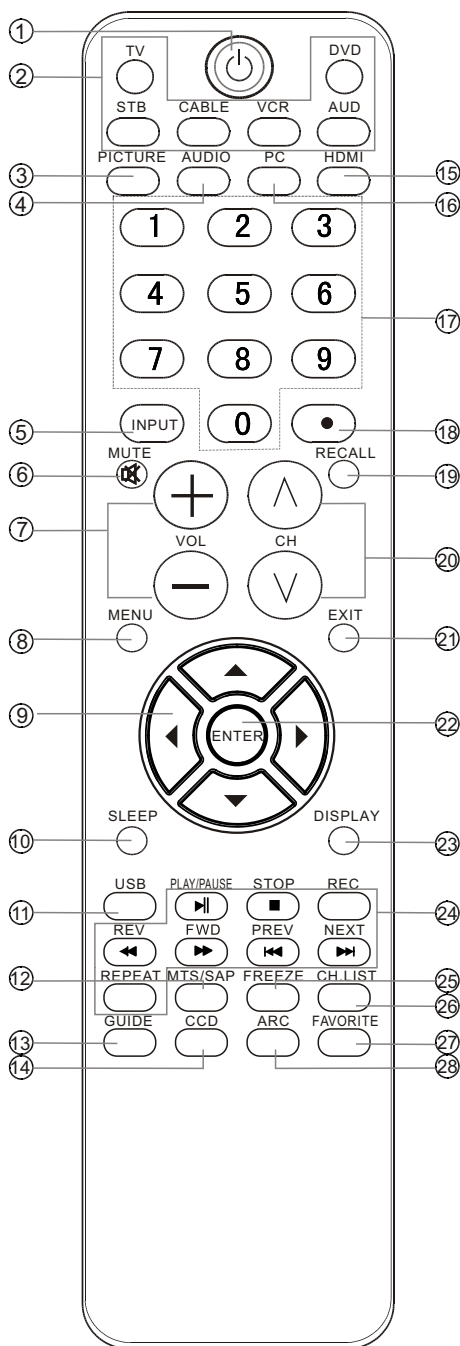 ① 
② TV DVD
STB CABLE VCR AUD
PICTURE AUDIO PC HDMI
③ ⑮
④ ⑯
1 2 3
4 5 6
⑰
7 8 9
⑤ INPUT 0 ⑱
MUTE RECALL
⑥ ⑲
⑦ VOL CH ⑳
MENU EXIT
⑧ ㉑
⑨ ENTER ㉒
SLEEP DISPLAY
⑩ ㉓
USB PLAY/PAUSE STOP REC
⑪ ㉔
REV FWD PREV NEXT
⑫ REPEAT MTS/SAP FREEZE CH.LIST ㉕
㉖
GUIDE CCD ARC FAVORITE
⑬ ㉗
⑭ ㉘